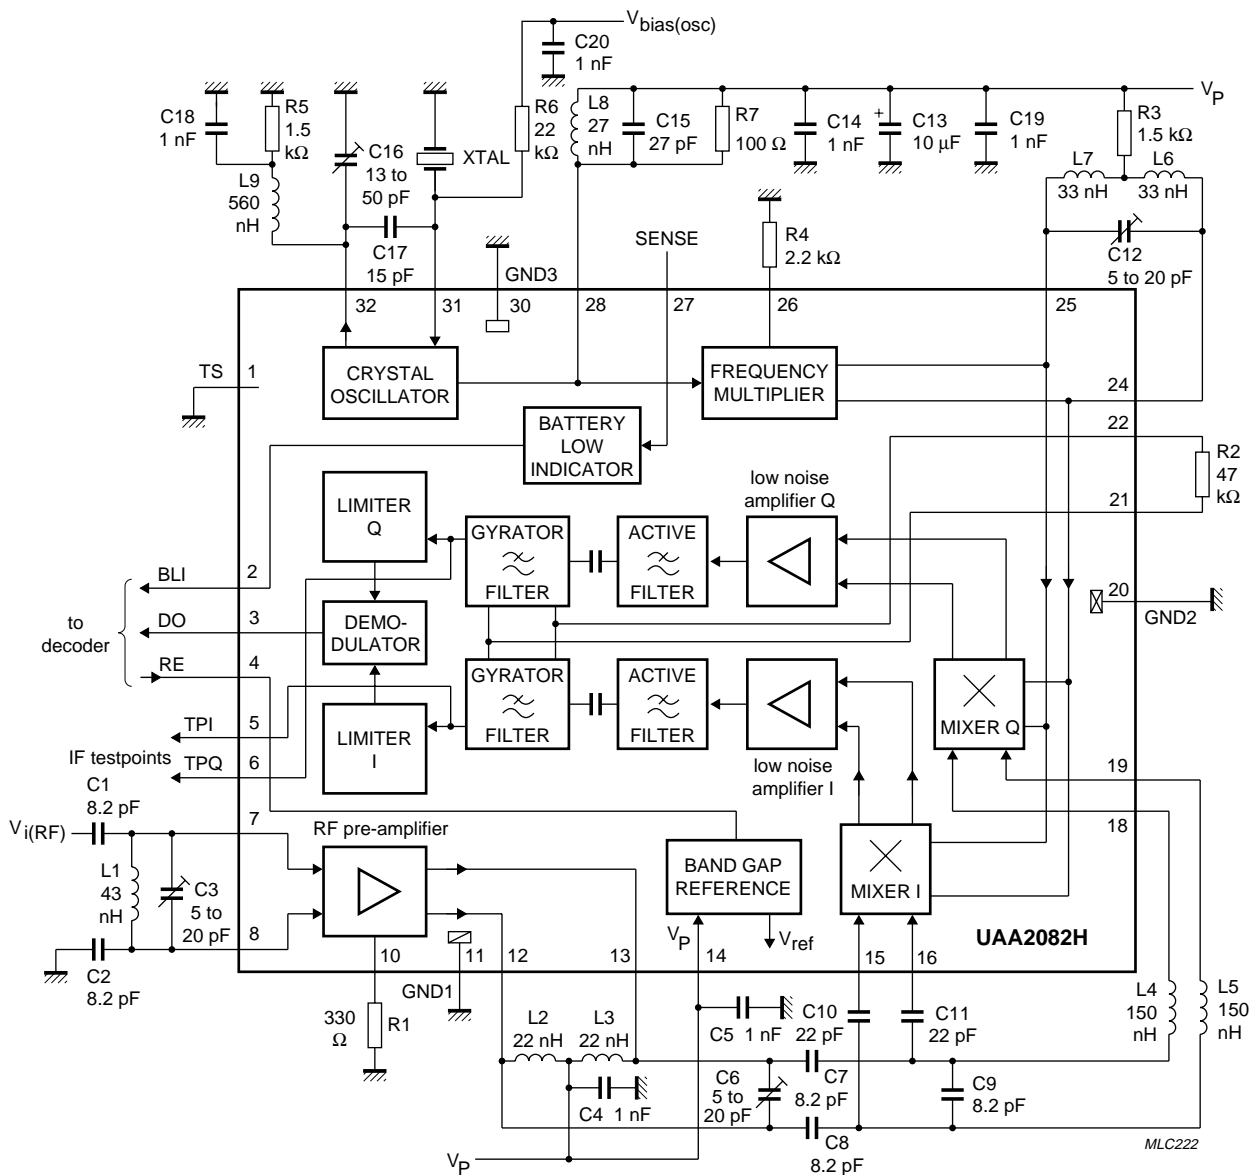 Vbias(osc)
C20
1 nF
VP
C18
1 nF
R5
1.5
kΩ
C16
13 to
50 pF
XTAL
R6
22
kΩ
L8
27
nH
C15
27 pF
R7
100 Ω
C14
1 nF
+
C13
10 µF
C19
1 nF
R3
1.5 kΩ
L7
33 nH
L6
33 nH
L9
560
nH
C17
15 pF
GND3
SENSE
R4
2.2 kΩ
C12
5 to 20 pF
32
31
30
28
27
26
25
TS
1
CRYSTAL
OSCILLATOR
FREQUENCY
MULTIPLIER
24
22
BATTERY
LOW
INDICATOR
R2
47
kΩ
21
LIMITER
Q
GYRATOR
FILTER
ACTIVE
FILTER
low noise
amplifier Q
20
GND2
to
decoder
BLI
2
DO
3
RE
4
DEMO-
DULATOR
GYRATOR
FILTER
ACTIVE
FILTER
MIXER Q
TPI
5
IF testpoints
TPQ
6
LIMITER
I
low noise
amplifier I
19
18
C1
8.2 pF
Vi(RF)
7
RF pre-amplifier
L1
43
nH
C3
5 to
20 pF
BAND GAP
REFERENCE
MIXER I
8
C2
8.2 pF
VP
Vref
UAA2082H
10
11
12
13
14
15
16
GND1
330
Ω
R1
L2
22 nH
L3
22 nH
C5
1 nF
C10
22 pF
C11
22 pF
L4
150
nH
L5
150
nH
C4
1 nF
C6
5 to
20 pF
C7
8.2 pF
C9
8.2 pF
C8
8.2 pF
VP
MLC222